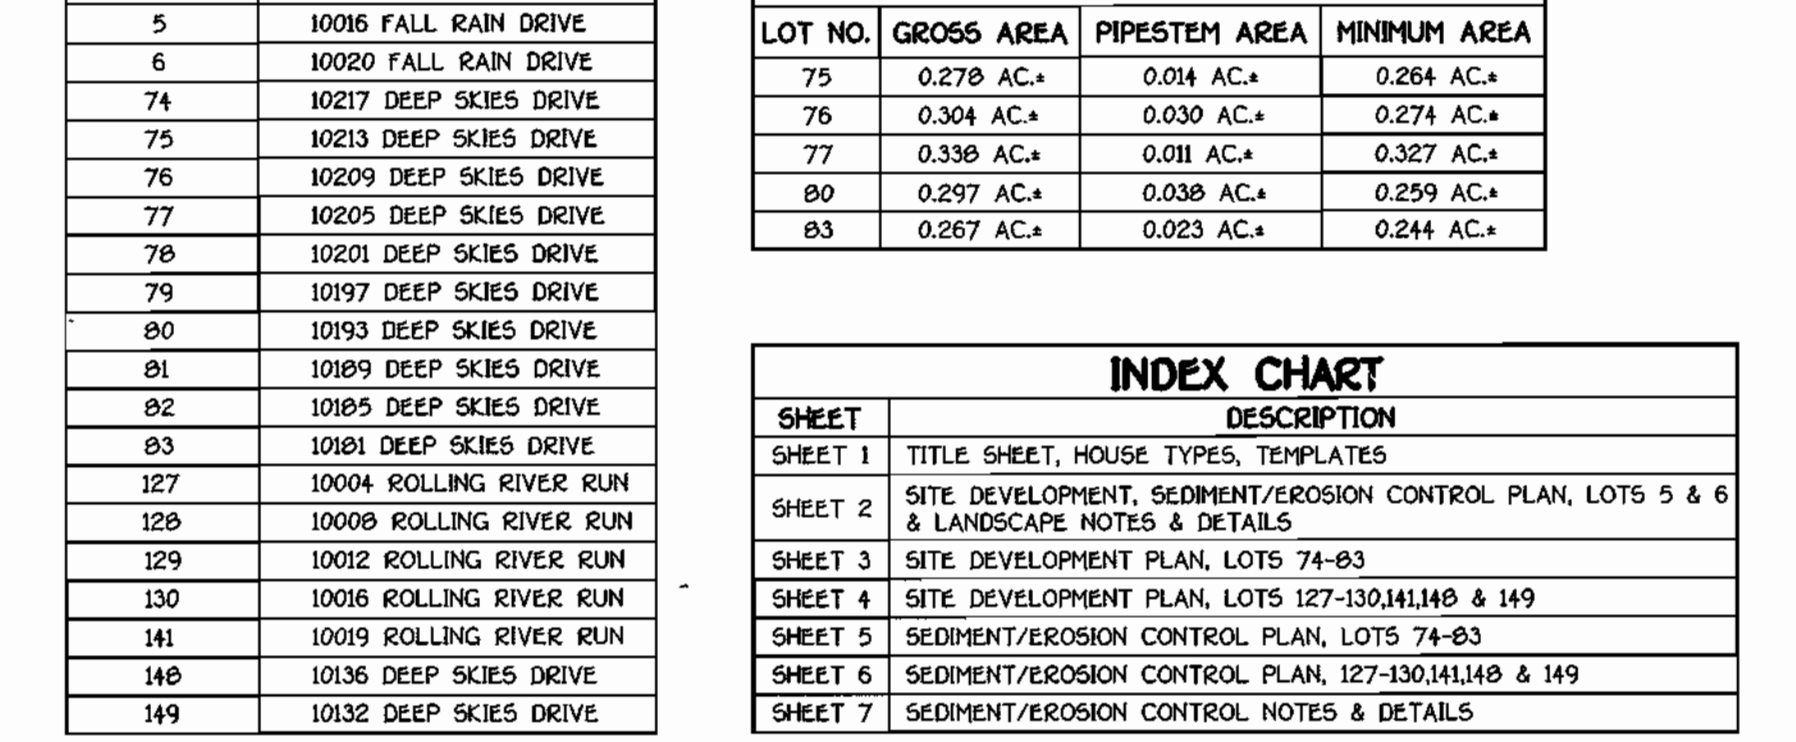 5 10016 FALL RAIN DRIVE
6 10020 FALL RAIN DRIVE
74 10217 DEEP SKIES DRIVE
75 10213 DEEP SKIES DRIVE
76 10209 DEEP SKIES DRIVE
77 10205 DEEP SKIES DRIVE
78 10201 DEEP SKIES DRIVE
79 10197 DEEP SKIES DRIVE
80 10193 DEEP SKIES DRIVE
81 10189 DEEP SKIES DRIVE
82 10185 DEEP SKIES DRIVE
83 10181 DEEP SKIES DRIVE
127 10004 ROLLING RIVER RUN
128 10008 ROLLING RIVER RUN
129 10012 ROLLING RIVER RUN
130 10016 ROLLING RIVER RUN
141 10019 ROLLING RIVER RUN
148 10136 DEEP SKIES DRIVE
149 10132 DEEP SKIES DRIVE
LOT NO. GROSS AREA PIPESTEM AREA MINIMUM AREA
75 0.278 AC.± 0.014 AC.± 0.264 AC.±
76 0.304 AC.± 0.030 AC.± 0.274 AC.±
77 0.338 AC.± 0.011 AC.± 0.327 AC.±
80 0.297 AC.± 0.038 AC.± 0.259 AC.±
83 0.267 AC.± 0.023 AC.± 0.244 AC.±
INDEX CHART
SHEET DESCRIPTION
SHEET 1 TITLE SHEET, HOUSE TYPES, TEMPLATES
SHEET 2 SITE DEVELOPMENT, SEDIMENT/EROSION CONTROL PLAN, LOTS 5 & 6
& LANDSCAPE NOTES & DETAILS
SHEET 3 SITE DEVELOPMENT PLAN, LOTS 74-83
SHEET 4 SITE DEVELOPMENT PLAN, LOTS 127-130,141,148 & 149
SHEET 5 SEDIMENT/EROSION CONTROL PLAN, LOTS 74-83
SHEET 6 SEDIMENT/EROSION CONTROL PLAN, 127-130,141,148 & 149
SHEET 7 SEDIMENT/EROSION CONTROL NOTES & DETAILS